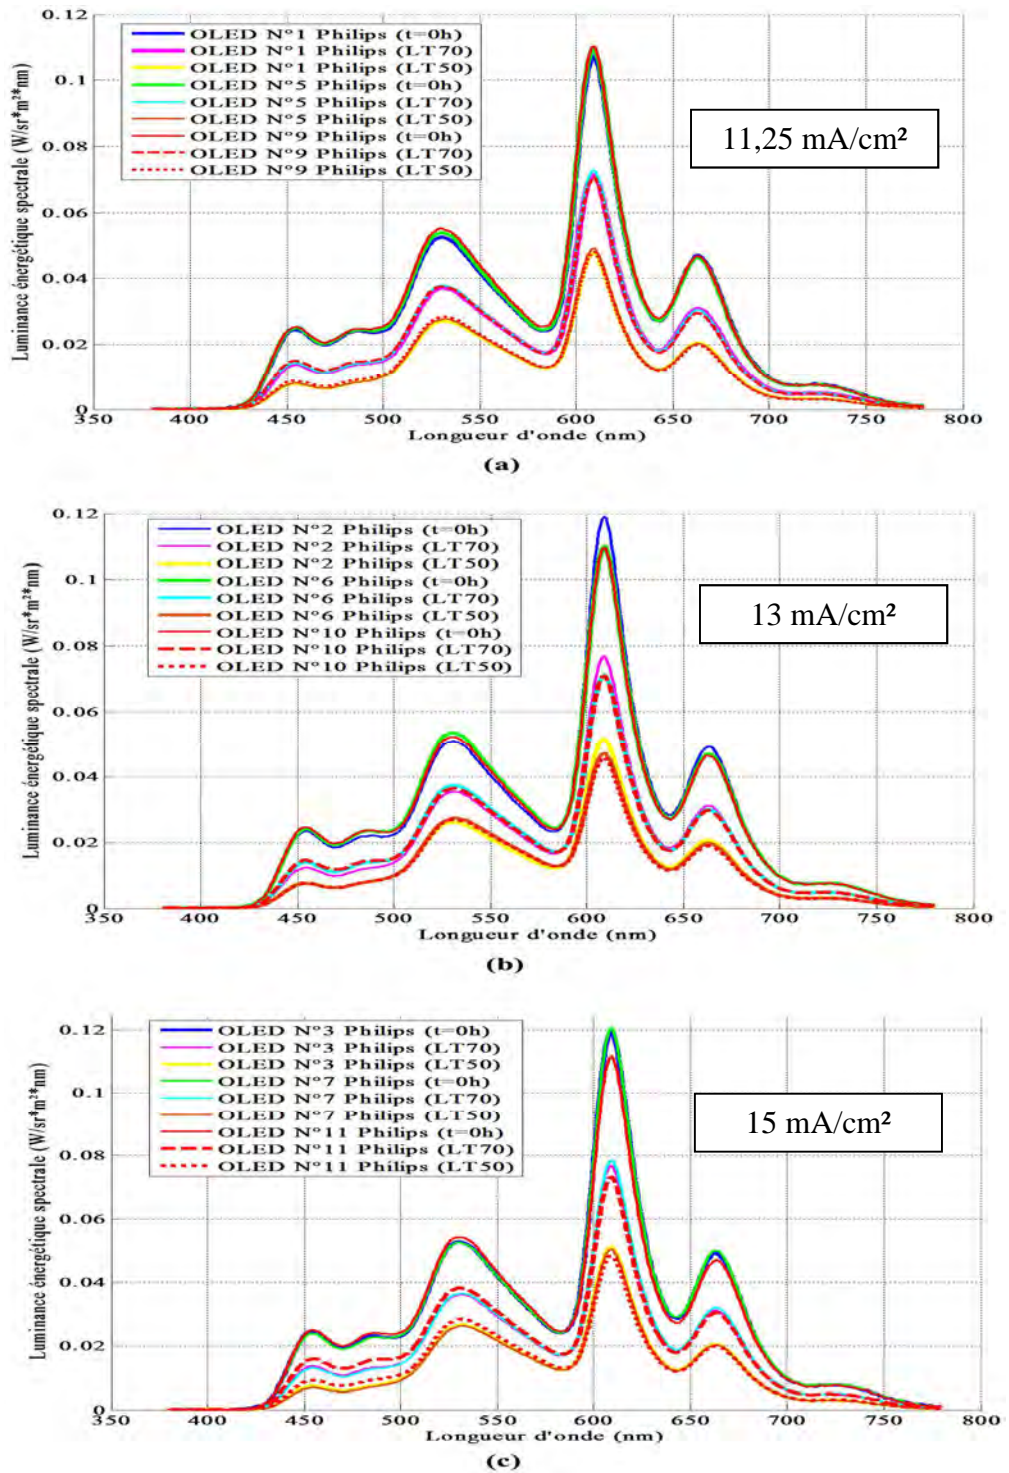 0.12
0.1
0.08
0.06
0.04
0.02
0
Luminance énergétique spectrale (W/sr*m²*nm)
OLED N°1 Philips (t=0h)
OLED N°1 Philips (LT70)
OLED N°1 Philips (LT50)
OLED N°5 Philips (t=0h)
OLED N°5 Philips (LT70)
OLED N°5 Philips (LT50)
OLED N°9 Philips (t=0h)
OLED N°9 Philips (LT70)
OLED N°9 Philips (LT50)
11,25 mA/cm²
350 400 450 500 550 600 650 700 750 800
Longueur d'onde (nm)
(a)
0.12
0.1
0.08
0.06
0.04
0.02
0
Luminance énergétique spectrale (W/sr*m²*nm)
OLED N°2 Philips (t=0h)
OLED N°2 Philips (LT70)
OLED N°2 Philips (LT50)
OLED N°6 Philips (t=0h)
OLED N°6 Philips (LT70)
OLED N°6 Philips (LT50)
OLED N°10 Philips (t=0h)
OLED N°10 Philips (LT70)
OLED N°10 Philips (LT50)
13 mA/cm²
350 400 450 500 550 600 650 700 750 800
Longueur d'onde (nm)
(b)
0.12
0.1
0.08
0.06
0.04
0.02
0
Luminance énergétique spectrale (W/sr*m²*nm)
OLED N°3 Philips (t=0h)
OLED N°3 Philips (LT70)
OLED N°3 Philips (LT50)
OLED N°7 Philips (t=0h)
OLED N°7 Philips (LT70)
OLED N°7 Philips (LT50)
OLED N°11 Philips (t=0h)
OLED N°11 Philips (LT70)
OLED N°11 Philips (LT50)
15 mA/cm²
350 400 450 500 550 600 650 700 750 800
Longueur d'onde (nm)
(c)